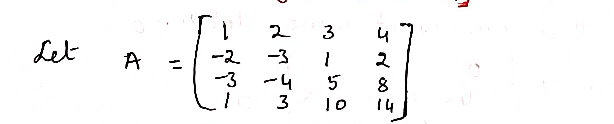 Let A = [1 2 3 4
-2 -3 1 2
-3 -4 5 8
1 3 10 14]